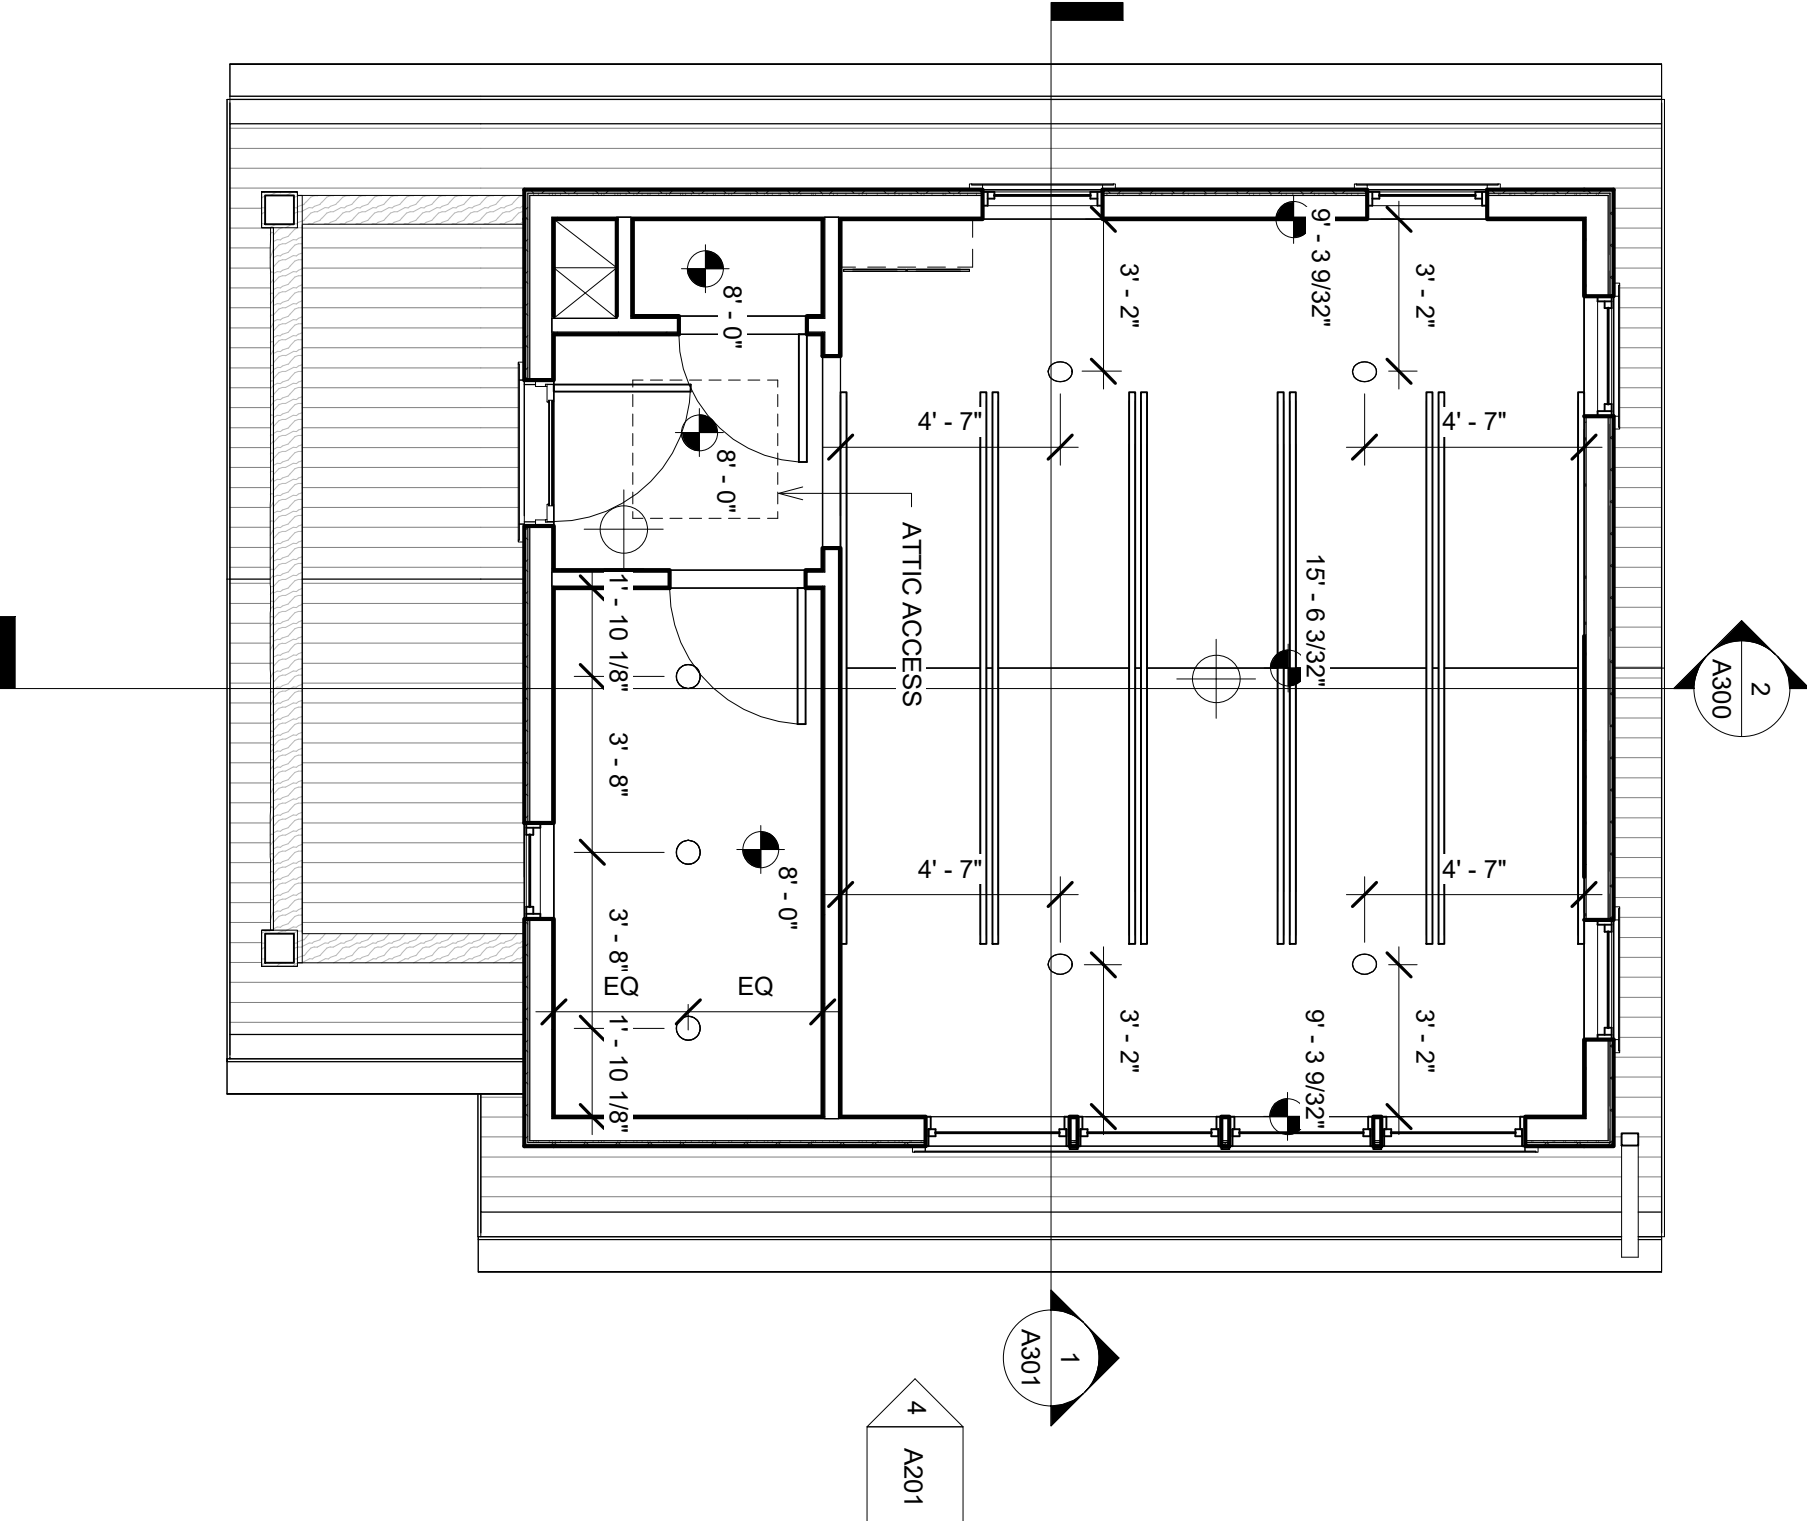 9' - 3 9/32"
3' - 2"
3' - 2"
8' - 0"
4' - 7"
4' - 7"
8' - 0"
ATTIC ACCESS
15' - 6 3/32"
1' - 10 1/8"
3' - 8"
2
A300
4' - 7"
4' - 7"
8' - 0"
3' - 8"
EQ
EQ
1' - 10 1/8"
3' - 2"
9' - 3 9/32"
3' - 2"
1
A301
4
A201